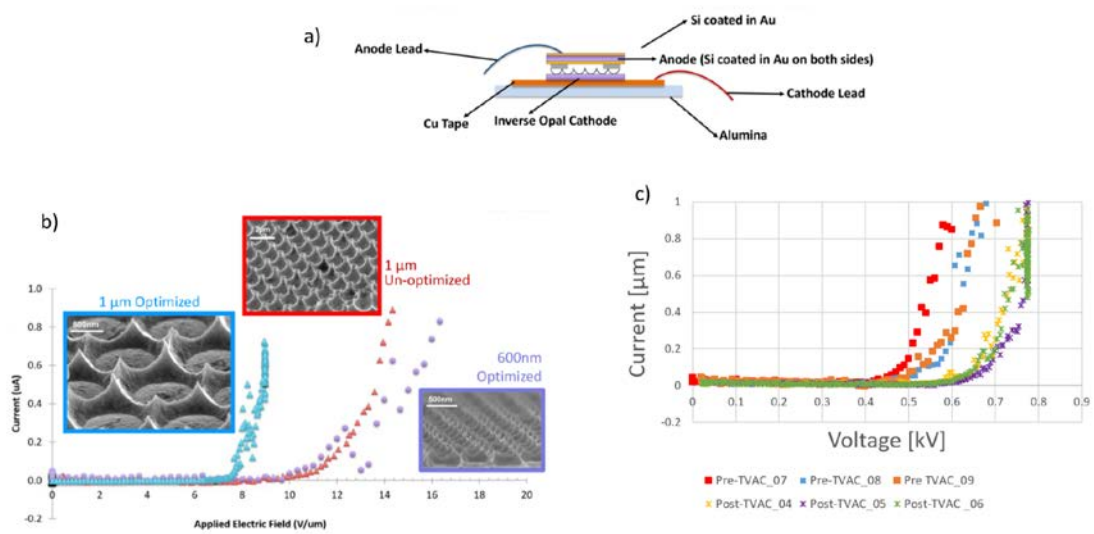 a)
Si coated in Au
Anode Lead
Anode (Si coated in Au on both sides)
Cathode Lead
Cu Tape
Inverse Opal Cathode
Alumina
b)
1 μm Optimized
500nm
2μm
1 μm
Un-optimized
600nm
Optimized
500nm
Current (uA)
1.0
0.8
0.6
0.4
0.2
0.0
-0.2
0 2 4 6 8 10 12 14 16 18 20
Applied Electric Field (V/um)
c)
Current [μm]
1
0.8
0.6
0.4
0.2
0
-0.2
0 0.1 0.2 0.3 0.4 0.5 0.6 0.7 0.8 0.9
Voltage [kV]
Pre-TVAC_07 Pre-TVAC_08 Pre TVAC_09
Post-TVAC_04 Post-TVAC_05 Post-TVAC_06